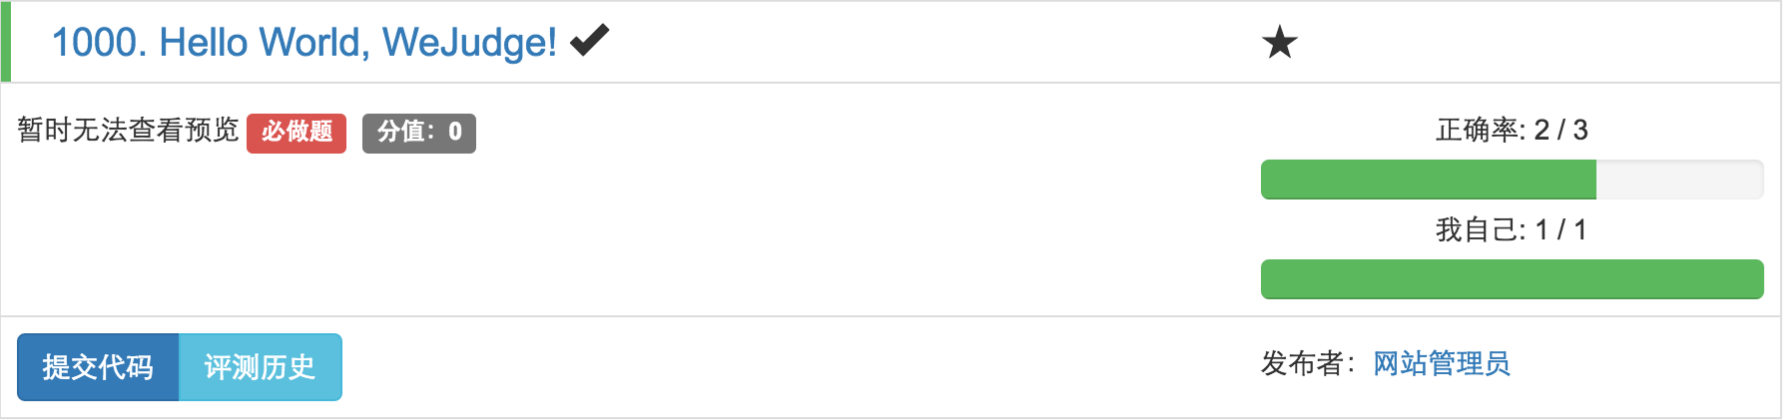 1000. Hello World, WeJudge!
暂时无法查看预览 必做题 分值：0
正确率: 2 / 3
我自己: 1 / 1
提交代码 评测历史
发布者：网站管理员